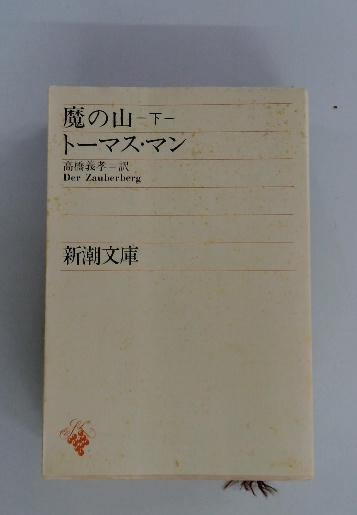 魔の山―下―
トーマス・マン
高橋義孝―訳
Der Zauberberg
新潮文庫